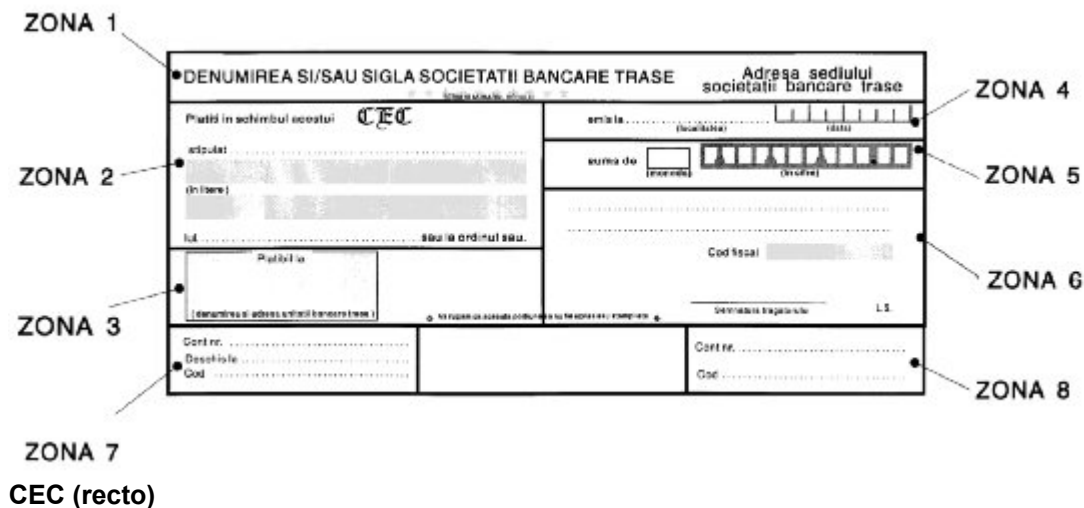 ZONA 1
DENUMIREA SI/SAU SIGLA SOCIETATII BANCARE TRASE
Adresa sediului
societatii bancare trase
ZONA 4
Platiti in schimbul acestui CEC
emis la
(localitatea) (data)
stipulat
ZONA 2
suma de
(moneda) (in cifre)
ZONA 5
(in litere)
lui sau la ordinul sau.
Cod fiscal
ZONA 6
Platibil la
ZONA 3
(denumirea si adresa unitatii bancare trase)
Semnatura tragatorului L.S.
Cont nr.
Deschis la
Cod
Cont nr.
Cod
ZONA 8
ZONA 7
CEC (recto)